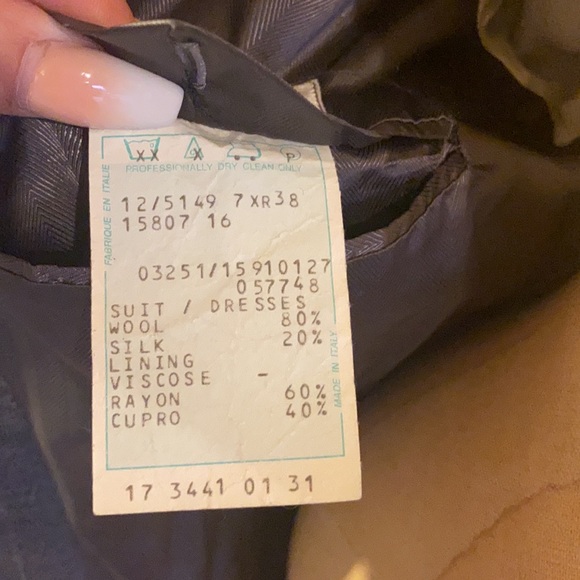 XX X P
PROFESSIONALLY DRY CLEAN ONLY
FABRIQUE EN ITALIE
12/5149 7XR38
15807 16
03251/15910127
057748
SUIT / DRESSES
WOOL 80%
SILK 20%
LINING
VISCOSE -
RAYON 60%
CUPRO 40%
MADE IN ITALY
17 3441 01 31